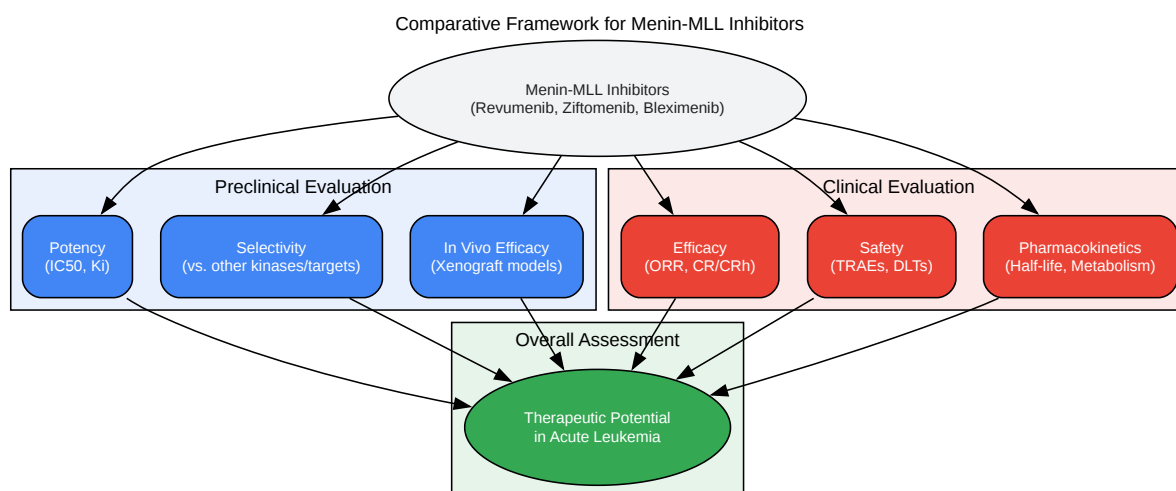 Comparative Framework for Menin-MLL Inhibitors
Menin-MLL Inhibitors
(Revumenib, Ziftomenib, Bleximenib)
Preclinical Evaluation
Clinical Evaluation
Potency
(IC50, Ki)
Selectivity
(vs. other kinases/targets)
In Vivo Efficacy
(Xenograft models)
Efficacy
(ORR, CR/CRh)
Safety
(TRAEs, DLTs)
Pharmacokinetics
(Half-life, Metabolism)
Overall Assessment
Therapeutic Potential
in Acute Leukemia